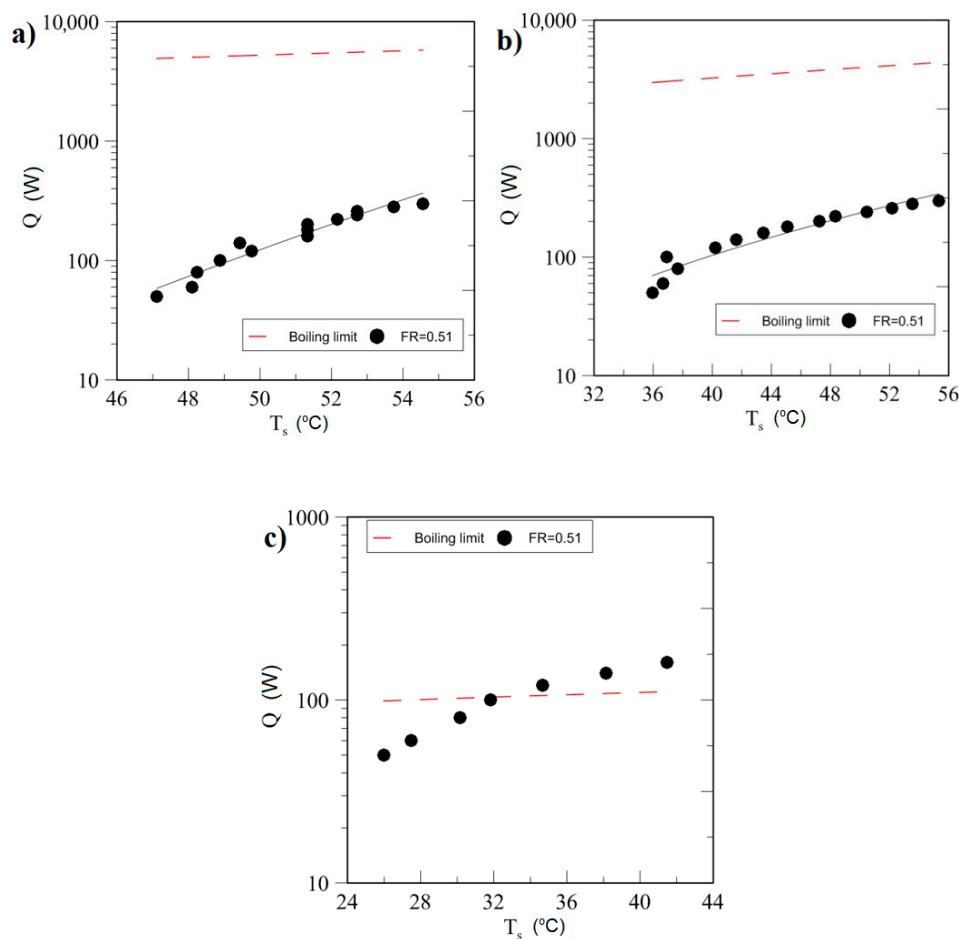 a)
10,000
1000
100
10
Q (W)
Boiling limit FR=0.51
46 48 50 52 54 56
Ts (ºC)
b)
10,000
1000
100
10
Q (W)
Boiling limit FR=0.51
32 36 40 44 48 52 56
Ts (ºC)
c)
Boiling limit FR=0.51
1000
100
10
Q (W)
24 28 32 36 40 44
Ts (ºC)